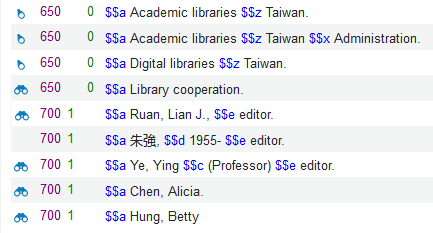 650 0 $$a Academic libraries $$z Taiwan.
650 0 $$a Academic libraries $$z Taiwan $$x Administration.
650 0 $$a Digital libraries $$z Taiwan.
650 0 $$a Library cooperation.
700 1 $$a Ruan, Lian J., $$e editor.
700 1 $$a 朱強, $$d 1955- $$e editor.
700 1 $$a Ye, Ying $$c (Professor) $$e editor.
700 1 $$a Chen, Alicia.
700 1 $$a Hung, Betty